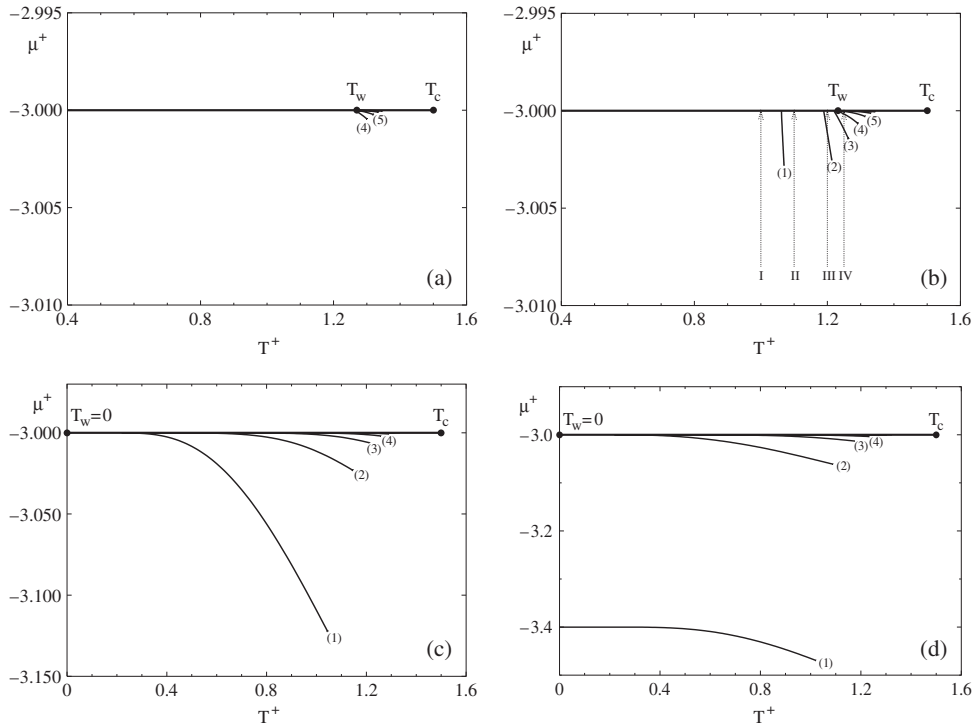 −2.995
μ+
−3.000
−3.005
−3.010
T_w
T_c
(4)
(5)
(a)
0.4
0.8
1.2
1.6
T+
−2.995
μ+
−3.000
−3.005
−3.010
T_w
T_c
(1)
(2)
(3)
(4)
(5)
I
II
III
IV
(b)
0.4
0.8
1.2
1.6
T+
μ+
−3.000
−3.050
−3.100
−3.150
T_w=0
T_c
(4)
(3)
(2)
(1)
(c)
0
0.4
0.8
1.2
1.6
T+
μ+
−3.0
−3.2
−3.4
T_w=0
T_c
(4)
(3)
(2)
(1)
(d)
0
0.4
0.8
1.2
1.6
T+